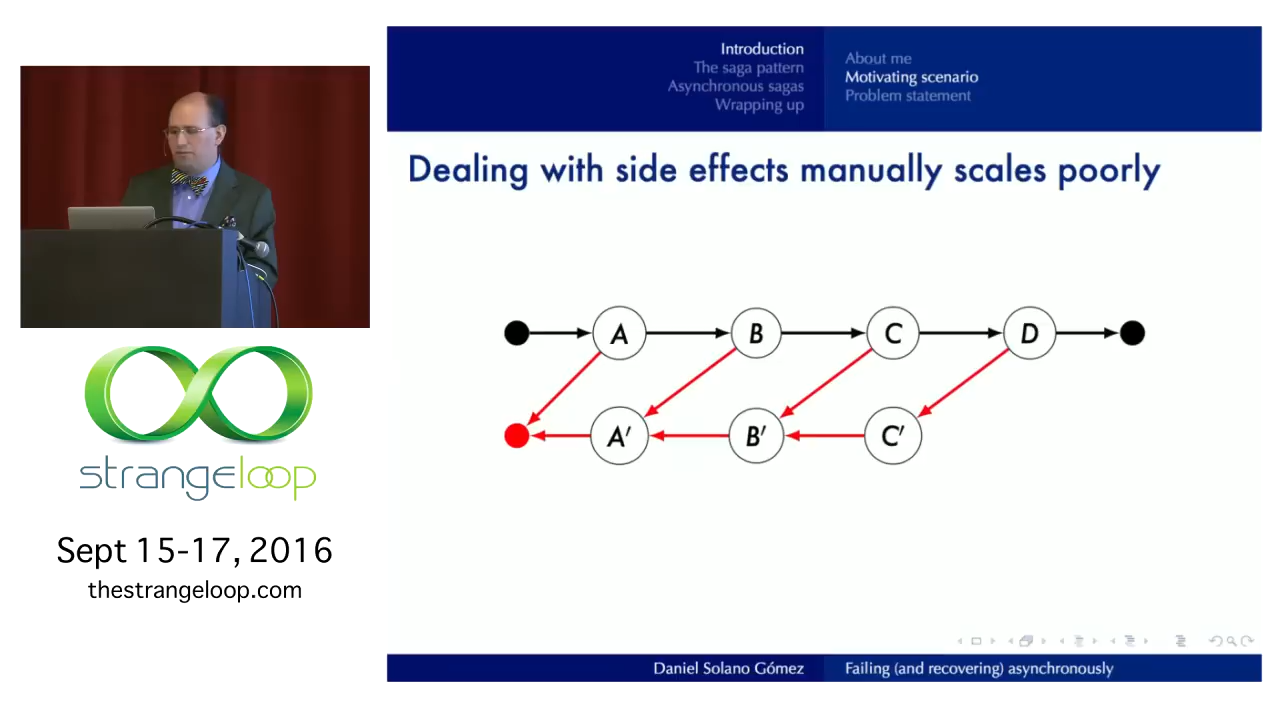 Introduction
The saga pattern
Asynchronous sagas
Wrapping up
About me
Motivating scenario
Problem statement
Dealing with side effects manually scales poorly
A
B
C
D
A′
B′
C′
strangeloop
Sept 15-17, 2016
thestrangeloop.com
Daniel Solano Gómez
Failing (and recovering) asynchronously